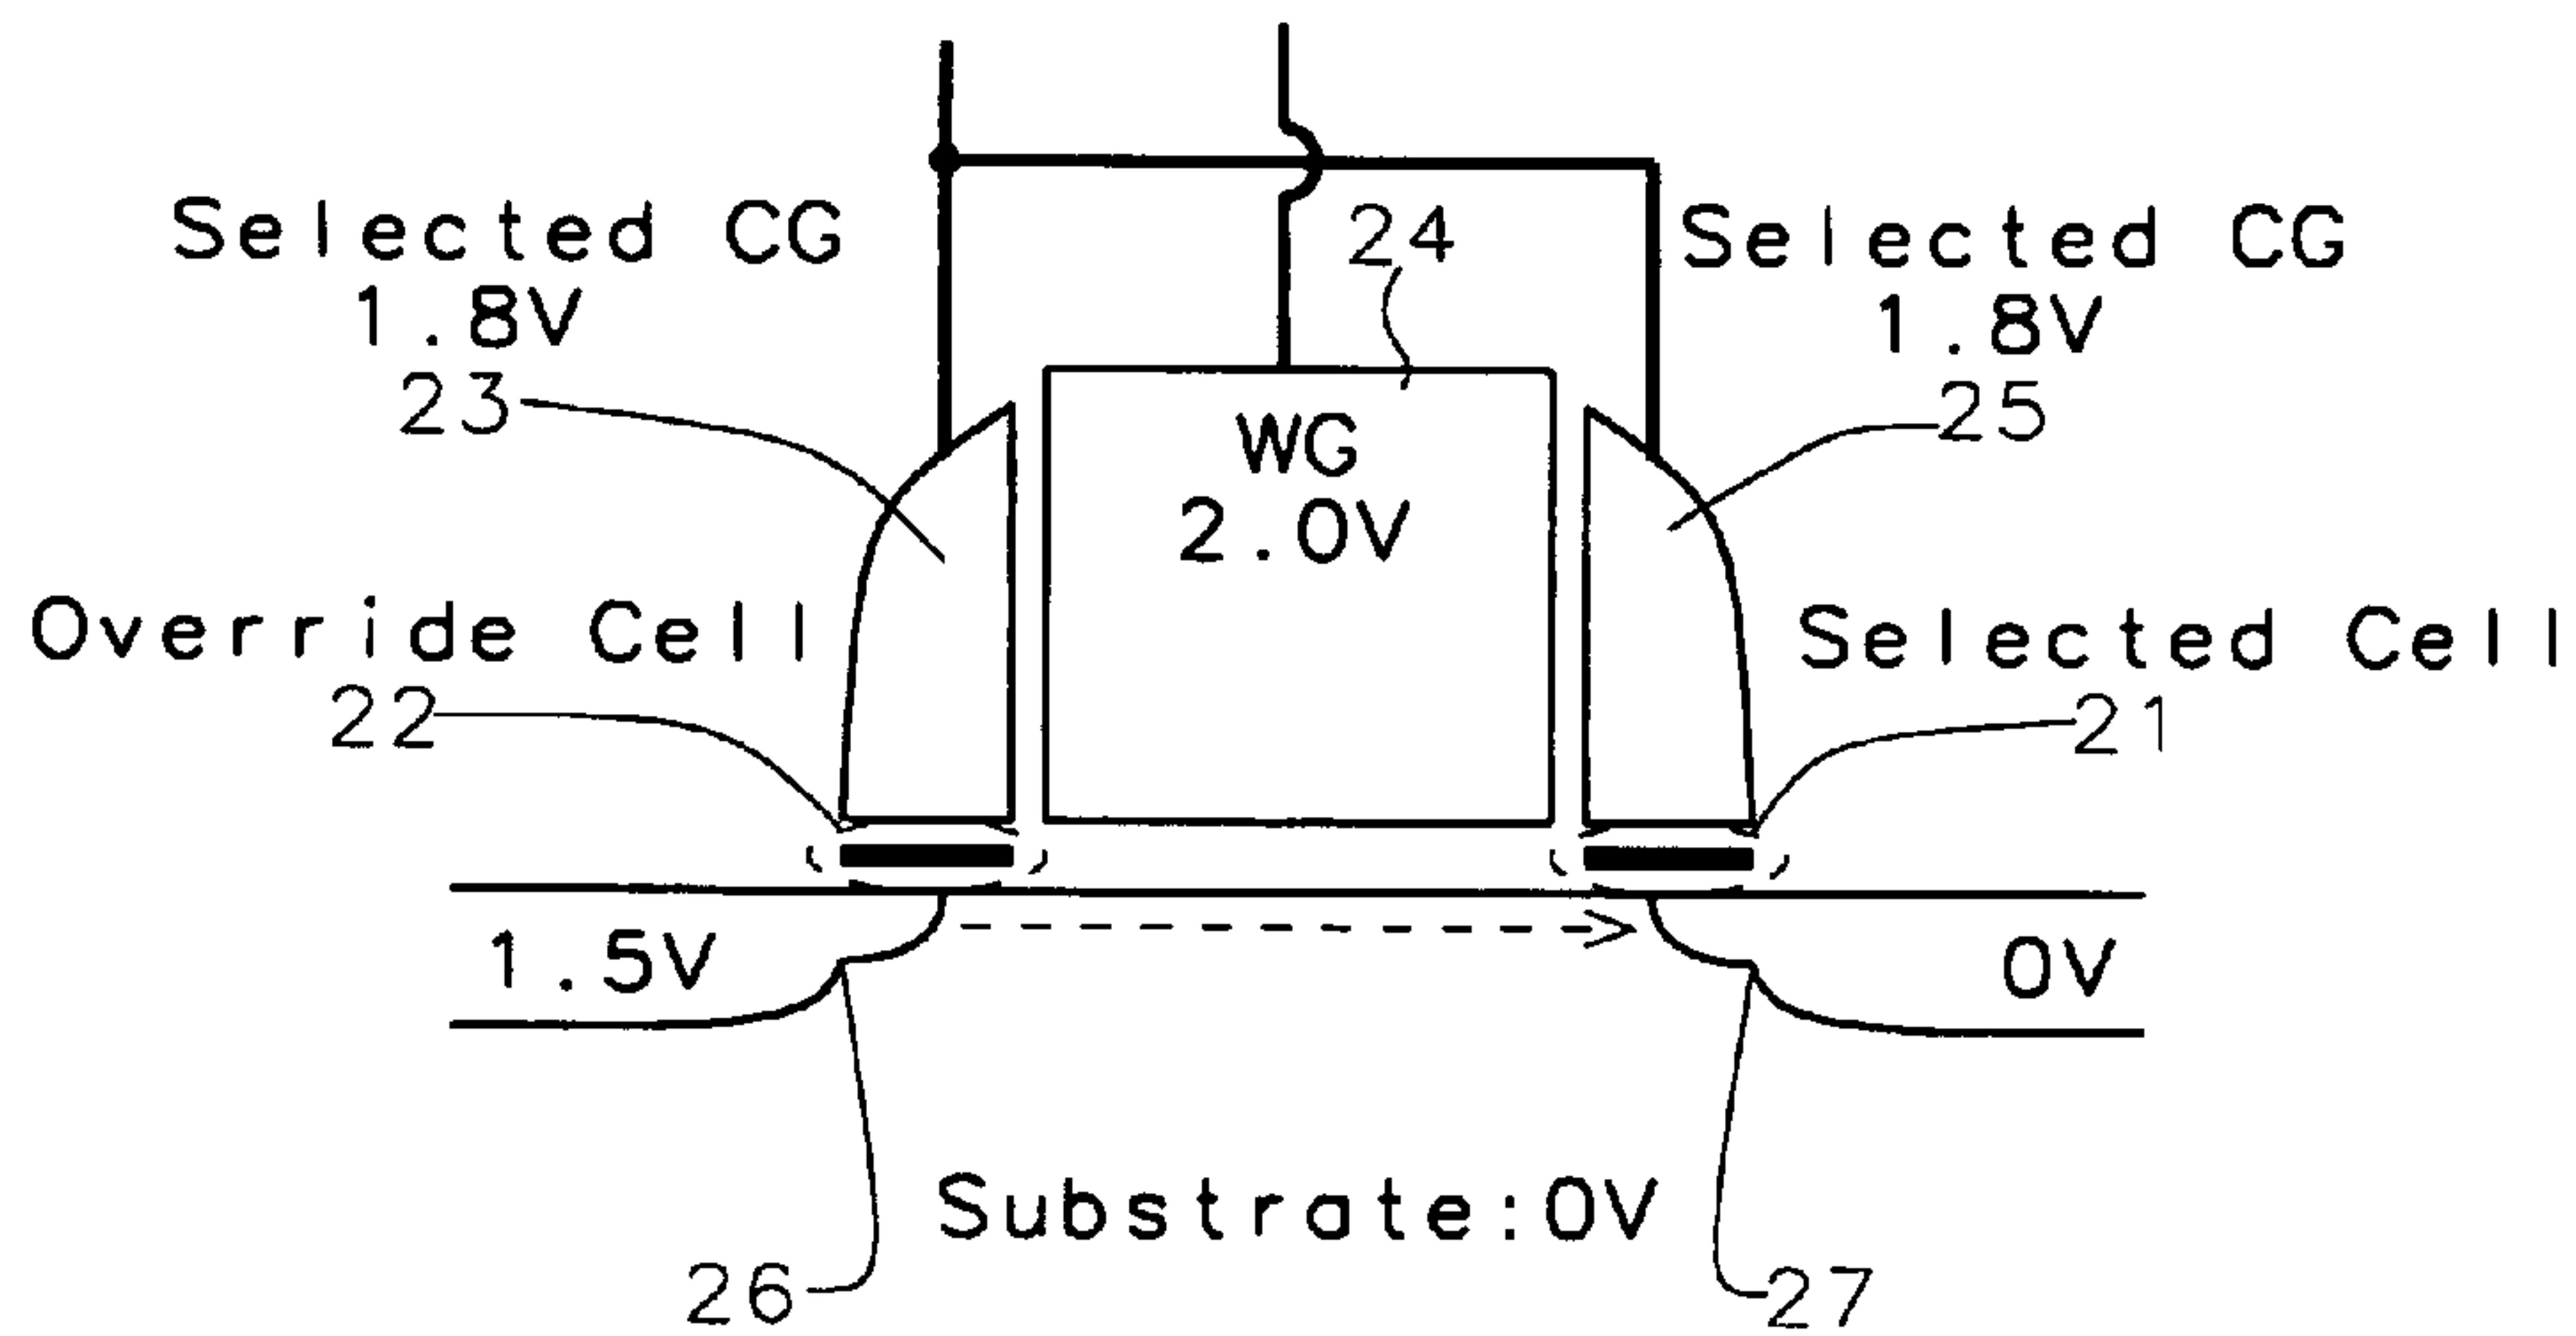 24
Selected CG
1.8V
23
Selected CG
1.8V
25
WG
2.0V
Override Cell
22
Selected Cell
21
1.5V
0V
Substrate:0V
26
27